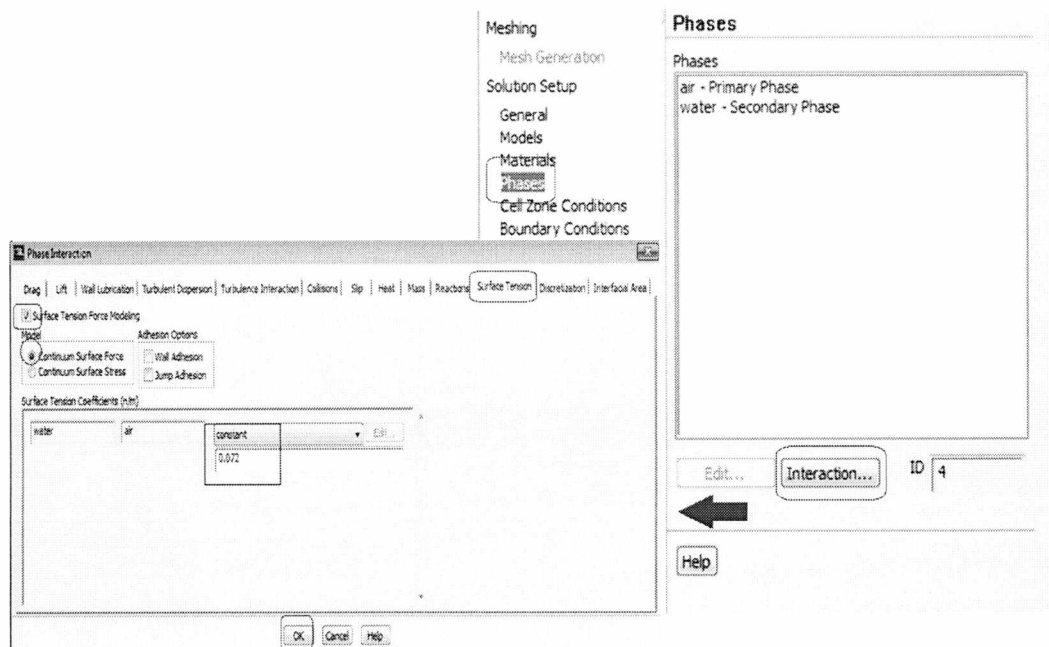 Meshing
Mesh Generation
Solution Setup
General
Models
Materials
Phases
Cell Zone Conditions
Boundary Conditions
Phases
Phases
air - Primary Phase
water - Secondary Phase
Edit...
Interaction...
ID
4
Help
Phase Interaction
Drag
Lift
Wall Lubrication
Turbulent Dispersion
Turbulence Interaction
Collisions
Slip
Heat
Mass
Reactions
Surface Tension
Discretization
Interfacial Area
Surface Tension Force Modeling
Model
Continuum Surface Force
Continuum Surface Stress
Adhesion Options
Wall Adhesion
Jump Adhesion
Surface Tension Coefficients (n/m)
water
air
constant
Edit...
0.072
OK
Cancel
Help